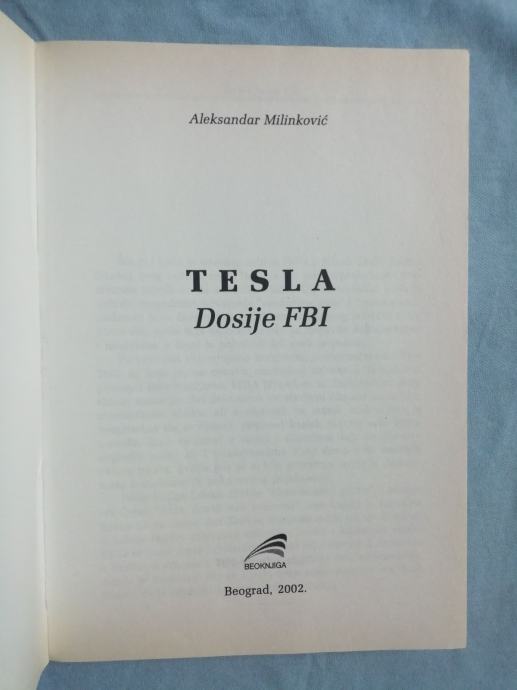 Aleksandar Milinković
TESLA
Dosije FBI
BEOKNJIGA
Beograd, 2002.